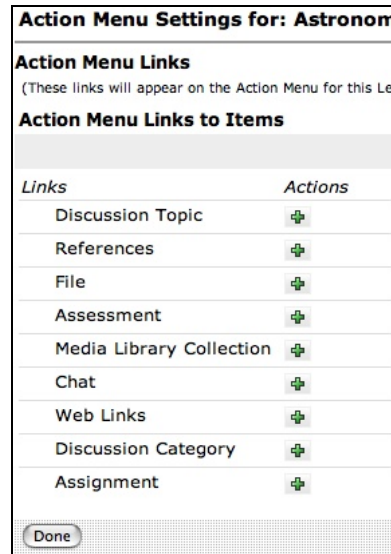 Action Menu Settings for: Astronom
Action Menu Links
(These links will appear on the Action Menu for this Le
Action Menu Links to Items
Links Actions
Discussion Topic
References
File
Assessment
Media Library Collection
Chat
Web Links
Discussion Category
Assignment
Done